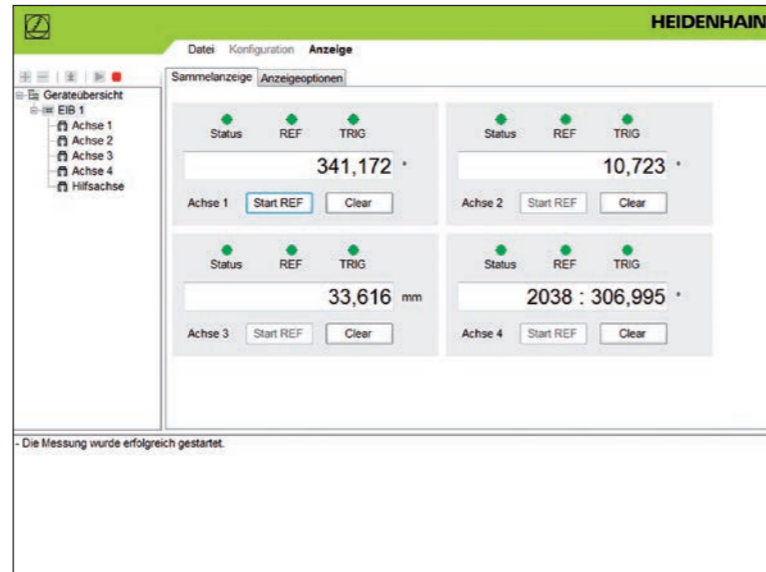 HEIDENHAIN
Datei Konfiguration Anzeige
Sammelanzeige Anzeigeoptionen
Geräteübersicht
EIB 1
Achse 1
Achse 2
Achse 3
Achse 4
Hilfsachse
Status REF TRIG
341,172 °
Achse 1 Start REF Clear
Status REF TRIG
10,723 °
Achse 2 Start REF Clear
Status REF TRIG
33,616 mm
Achse 3 Start REF Clear
Status REF TRIG
2038 : 306,995 °
Achse 4 Start REF Clear
- Die Messung wurde erfolgreich gestartet.